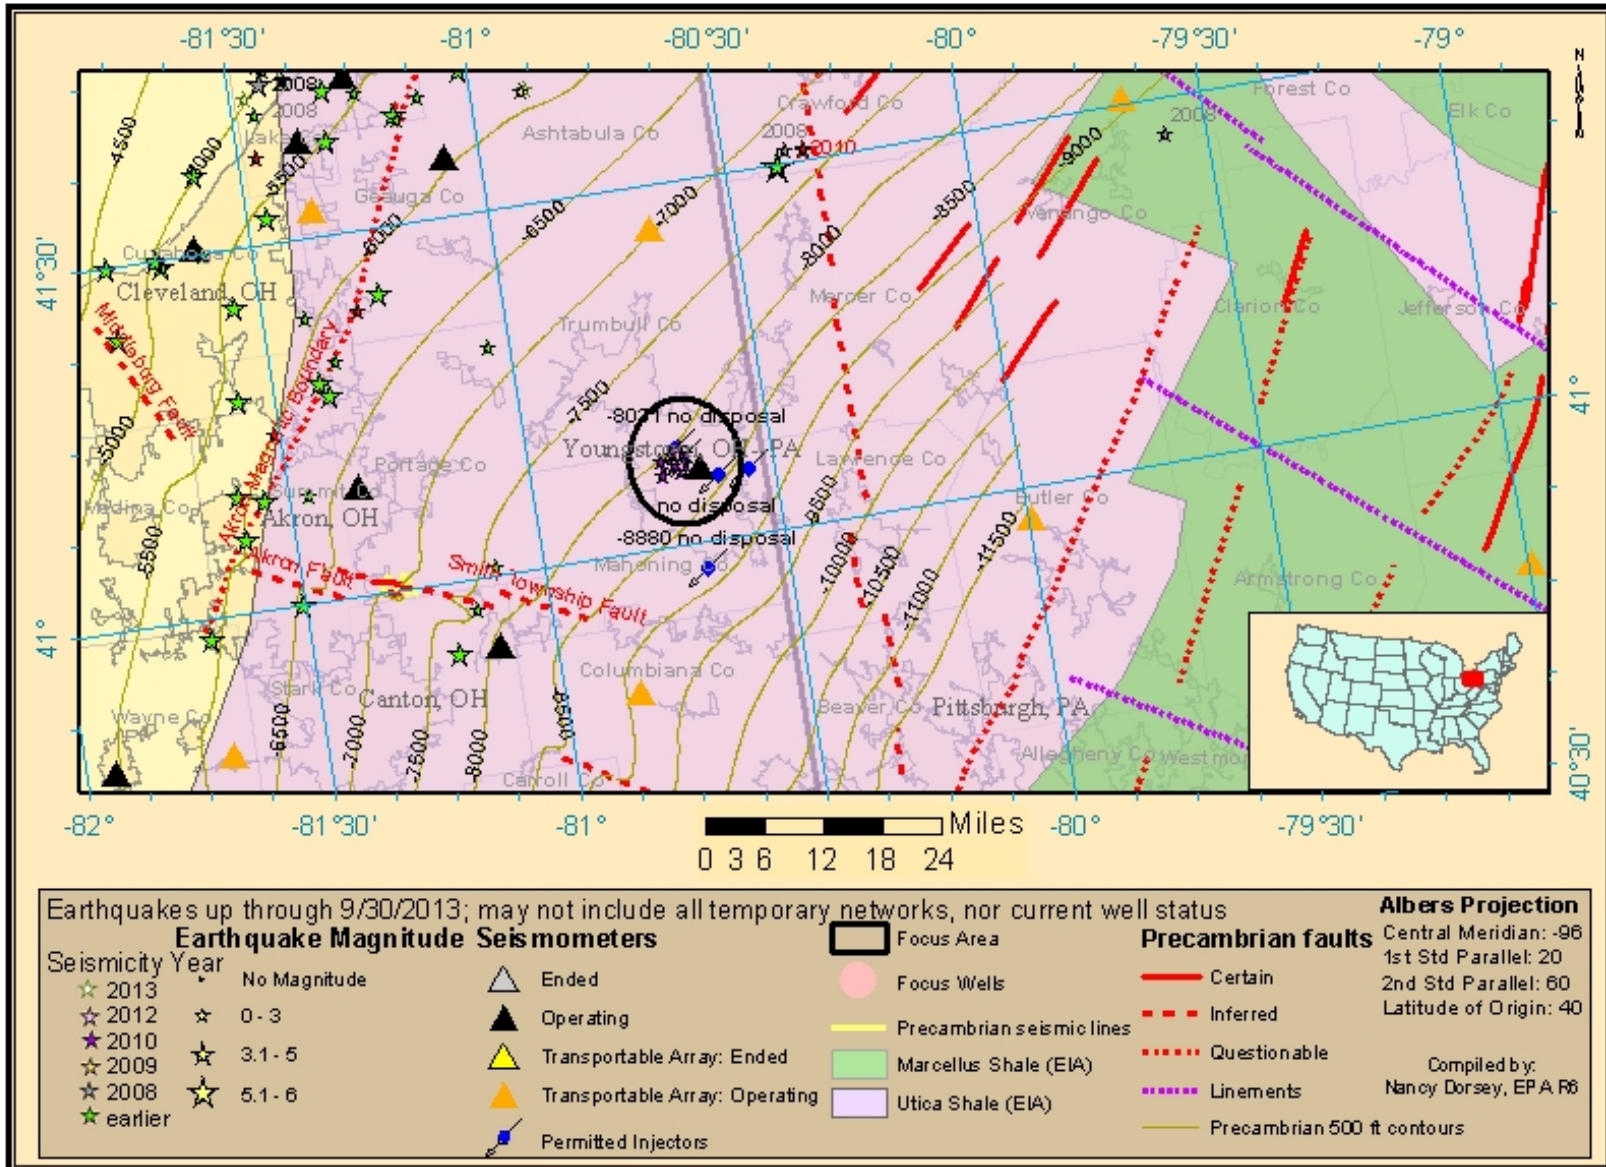 -81°30'
-81°
-80°30'
-80°
-79°30'
-79°
N
2008
2008
Lake
Crawford Co
2008
2010
2008
Forest Co
Elk Co
Ashtabula Co
-4500
-4000
-5500
Geauga Co
-6000
-6500
-7000
-8000
-8500
-9000
Venango Co
41°30'
Cleveland, OH
Mercer Co
Clarion Co
Jefferson Co
Middleburg Fault
Trumbull Co
Akron Magnetic Boundary
-7500
-8071 no disposal
Youngstown, OH - PA
41°
-5000
Portage Co
Lawrence Co
Medina Co
Summit Co
Akron, OH
no disposal
Butler Co
-5500
-8880 no disposal
9500
-10000
-10500
-11000
-11500
Akron Fault
Smith Township Fault
Mahoning Co
Armstrong Co
41°
Columbiana Co
Stark Co
Canton, OH
Beaver Co
Pittsburgh, PA
Wayne Co
-6500
-7000
-7500
-8000
Allegheny Co
Westmor
Carroll Co
40°30'
-82°
-81°30'
-81°
-80°
-79°30'
Miles
0 3 6 12 18 24
Earthquakes up through 9/30/2013; may not include all temporary networks, nor current well status
Seismicity Year
2013
2012
2010
2009
2008
earlier
Earthquake Magnitude
No Magnitude
0 - 3
3.1 - 5
5.1 - 6
Seismometers
Ended
Operating
Transportable Array: Ended
Transportable Array: Operating
Permitted Injectors
Focus Area
Focus Wells
Precambrian seismic lines
Marcellus Shale (EIA)
Utica Shale (EIA)
Precambrian faults
Certain
Inferred
Questionable
Linements
Precambrian 500 ft contours
Albers Projection
Central Meridian: -96
1st Std Parallel: 20
2nd Std Parallel: 60
Latitude of Origin: 40
Compiled by:
Nancy Dorsey, EPA R6